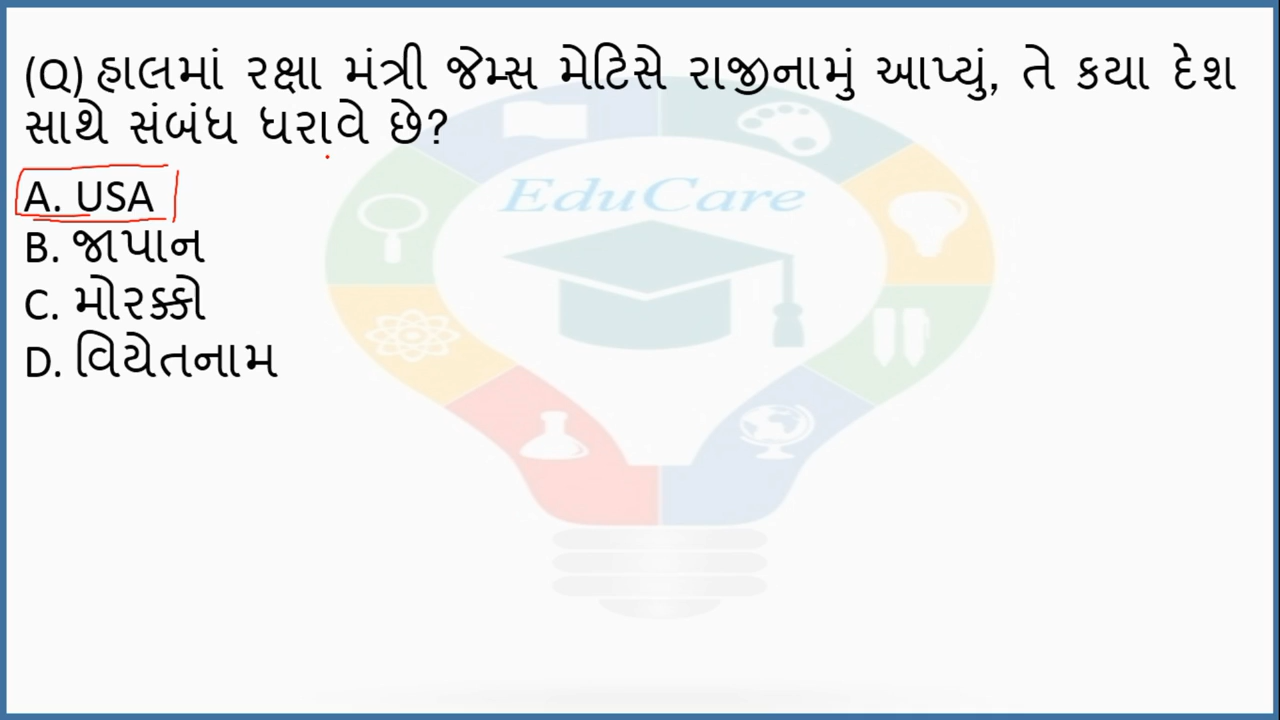 (Q) હાલમાં રક્ષા મંત્રી જેમ્સ મેટિસે રાજીનામું આપ્યું, તે કયા દેશ
સાથે સંબંધ ધરાવે છે?
EduCare
A. USA
B. જાપાન
C. મોરક્કો
D. વિયેતનામ